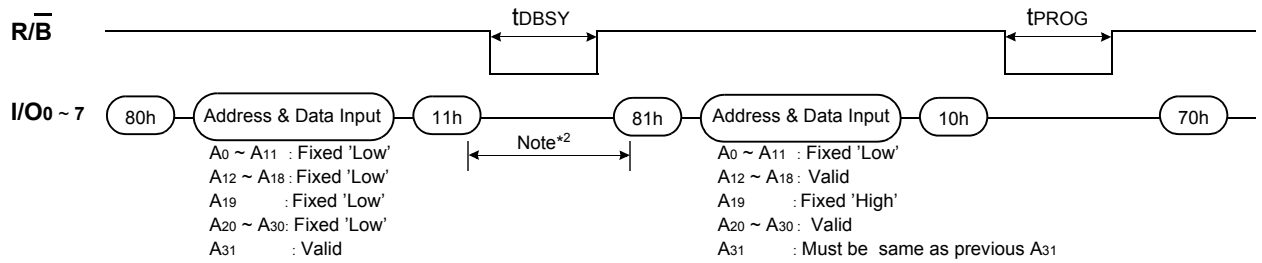 R/B̅ tDBSY tPROG
I/O0 ~ 7 80h Address & Data Input 11h 81h Address & Data Input 10h 70h
Note*2
A0 ~ A11 : Fixed 'Low' A0 ~ A11 : Fixed 'Low'
A12 ~ A18 : Fixed 'Low' A12 ~ A18 : Valid
A19 : Fixed 'Low' A19 : Fixed 'High'
A20 ~ A30 : Fixed 'Low' A20 ~ A30 : Valid
A31 : Valid A31 : Must be same as previous A31